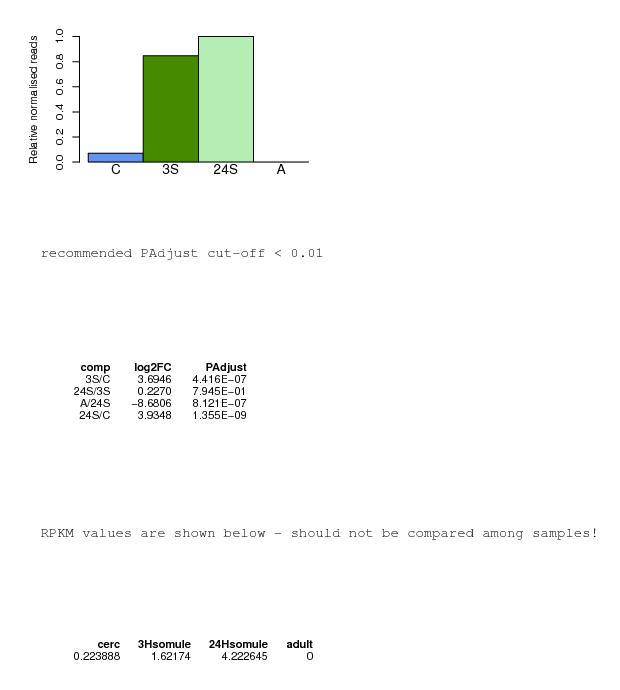 Relative normalised reads
1.0
0.8
0.6
0.4
0.2
0.0
C 3S 24S A
recommended PAdjust cut-off < 0.01
comp log2FC PAdjust
3S/C 3.6946 4.416E-07
24S/3S 0.2270 7.945E-01
A/24S -8.6806 8.121E-07
24S/C 3.9348 1.355E-09
RPKM values are shown below - should not be compared among samples!
cerc 3Hsomule 24Hsomule adult
0.223888 1.62174 4.222645 0